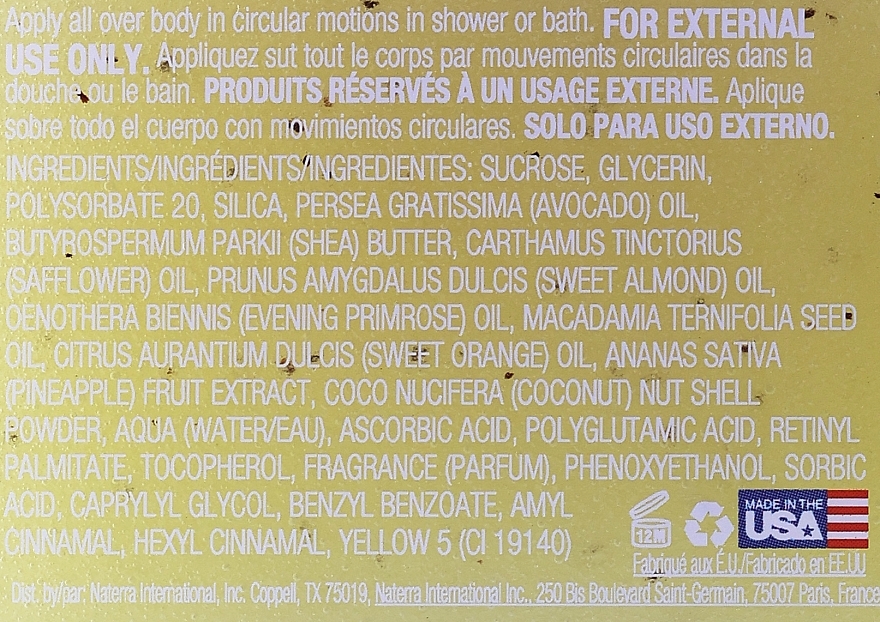 Apply all over body in circular motions in shower or bath. FOR EXTERNAL
USE ONLY. Appliquez sut tout le corps par mouvements circulaires dans la
douche ou le bain. PRODUITS RÉSERVÉS À UN USAGE EXTERNE. Aplique
sobre todo el cuerpo con movimientos circulares. SOLO PARA USO EXTERNO.
INGREDIENTS/INGRÉDIENTS/INGREDIENTES: SUCROSE, GLYCERIN,
POLYSORBATE 20, SILICA, PERSEA GRATISSIMA (AVOCADO) OIL,
BUTYROSPERMUM PARKII (SHEA) BUTTER, CARTHAMUS TINCTORIUS
(SAFFLOWER) OIL, PRUNUS AMYGDALUS DULCIS (SWEET ALMOND) OIL,
OENOTHERA BIENNIS (EVENING PRIMROSE) OIL, MACADAMIA TERNIFOLIA SEED
OIL, CITRUS AURANTIUM DULCIS (SWEET ORANGE) OIL, ANANAS SATIVA
(PINEAPPLE) FRUIT EXTRACT, COCO NUCIFERA (COCONUT) NUT SHELL
POWDER, AQUA (WATER/EAU), ASCORBIC ACID, POLYGLUTAMIC ACID, RETINYL
PALMITATE, TOCOPHEROL, FRAGRANCE (PARFUM), PHENOXYETHANOL, SORBIC
ACID, CAPRYLYL GLYCOL, BENZYL BENZOATE, AMYL
CINNAMAL, HEXYL CINNAMAL, YELLOW 5 (CI 19140)
12M
MADE IN THE
USA
Fabriqué aux É.U./Fabricado en EE.UU
Dist. by/par: Naterra International, Inc. Coppell, TX 75019, Naterra International Inc., 250 Bis Boulevard Saint-Germain, 75007 Paris, France